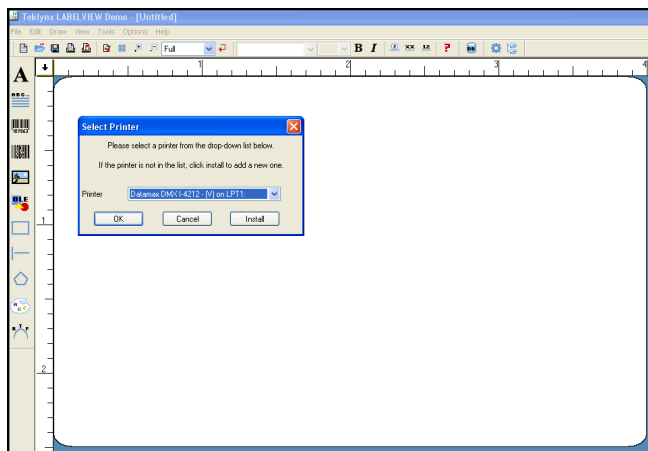 Teklynx LABELVIEW Demo - [Untitled]
File Edit Draw View Tools Options Help
Full
B I
?
1 2 3 4
A
ABC
Select Printer
Please select a printer from the drop-down list below.
If the printer is not in the list, click install to add a new one.
Printer Datamax DMX I-4212 - (V) on LPT1:
OK Cancel Install
OLE
1
2